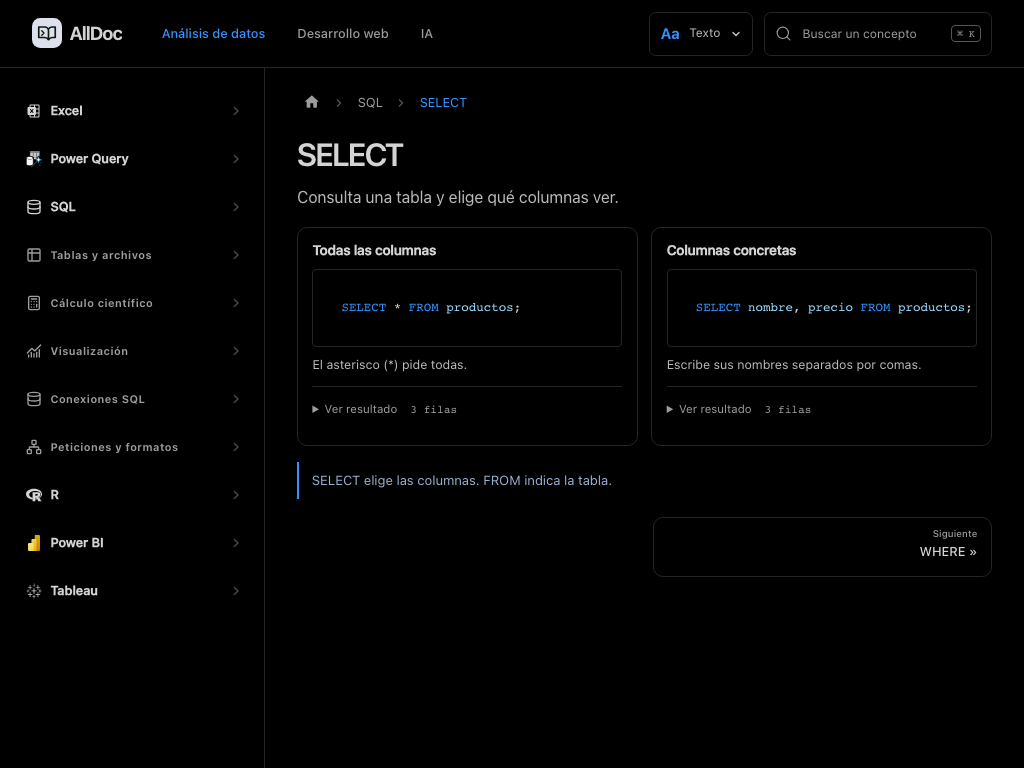 AllDoc
Análisis de datos
Desarrollo web
IA
Aa Texto
Buscar un concepto
⌘ K
Excel
Power Query
SQL
Tablas y archivos
Cálculo científico
Visualización
Conexiones SQL
Peticiones y formatos
R
Power BI
Tableau
SQL
SELECT
SELECT
Consulta una tabla y elige qué columnas ver.
Todas las columnas
SELECT * FROM productos;
El asterisco (*) pide todas.
Ver resultado 3 filas
Columnas concretas
SELECT nombre, precio FROM productos;
Escribe sus nombres separados por comas.
Ver resultado 3 filas
SELECT elige las columnas. FROM indica la tabla.
Siguiente
WHERE »